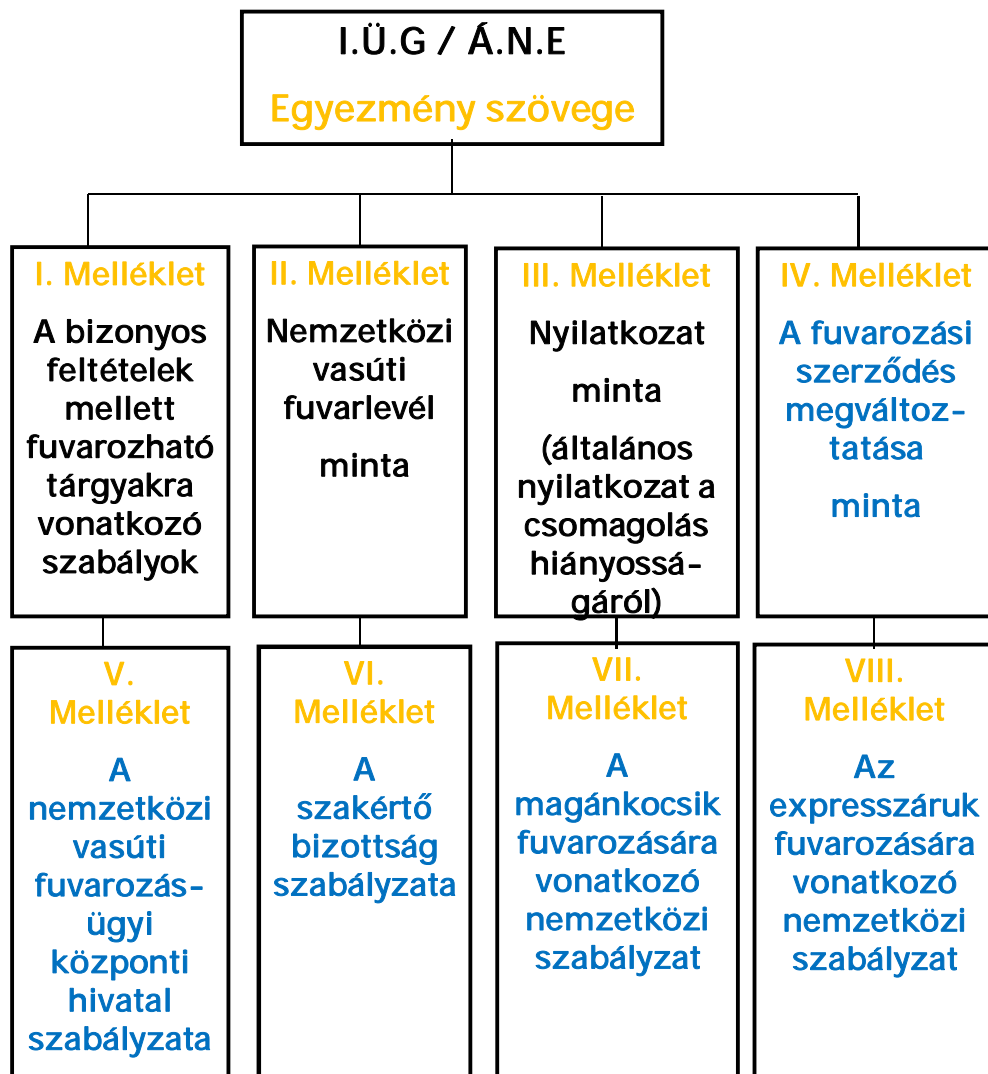 I.Ü.G / Á.N.E
Egyezmény szövege
I. Melléklet
A bizonyos
feltételek
mellett
fuvarozható
tárgyakra
vonatkozó
szabályok
II. Melléklet
Nemzetközi
vasúti
fuvarlevél
minta
III. Melléklet
Nyilatkozat
minta
(általános
nyilatkozat a
csomagolás
hiányossá-
gáról)
IV. Melléklet
A fuvarozási
szerződés
megváltoz-
tatása
minta
V.
Melléklet
A
nemzetközi
vasúti
fuvarozás-
ügyi
központi
hivatal
szabályzata
VI.
Melléklet
A
szakértő
bizottság
szabályzata
VII.
Melléklet
A
magánkocsik
fuvarozására
vonatkozó
nemzetközi
szabályzat
VIII.
Melléklet
Az
expresszáruk
fuvarozására
vonatkozó
nemzetközi
szabályzat